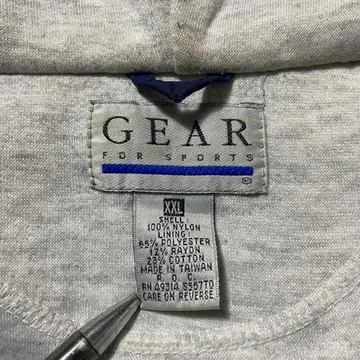 GEAR
FOR SPORTS
®
XXL
SHELL:
100% NYLON
LINING:
65% POLYESTER
12% RAYON
23% COTTON
MADE IN TAIWAN
R.O.C.
RN 49314 S357TD
CARE ON REVERSE